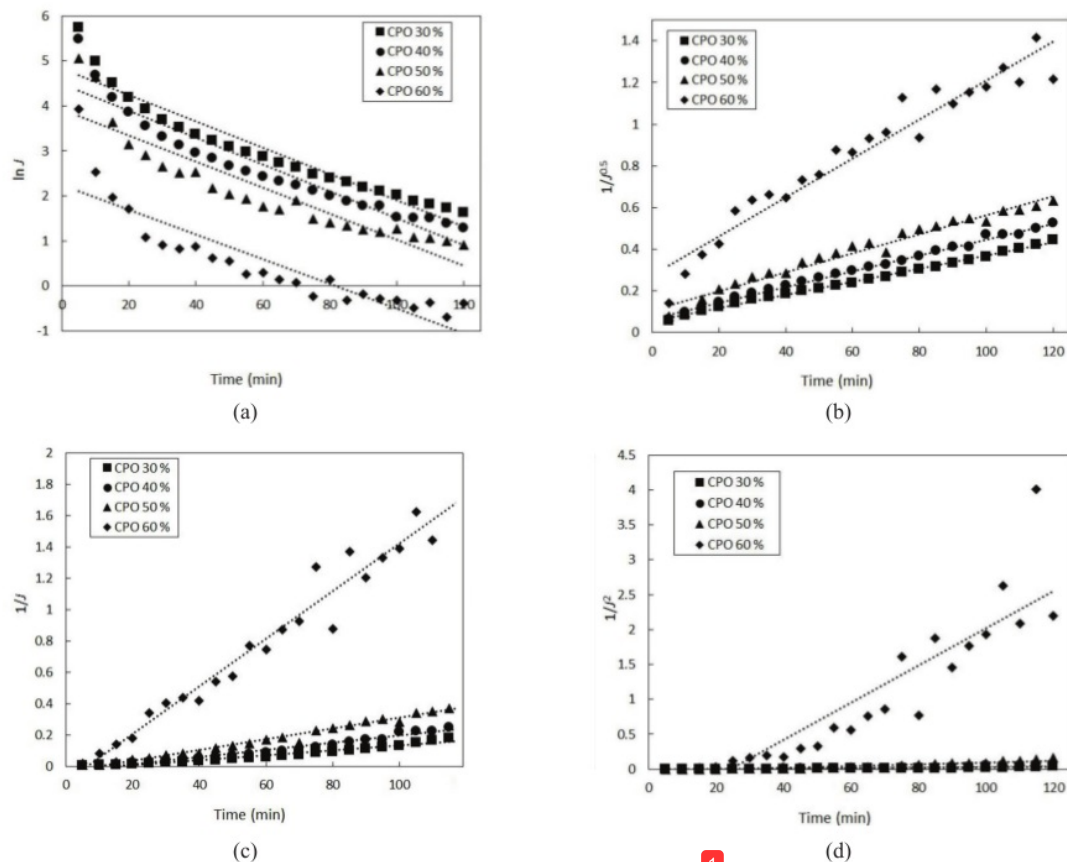 6
5
4
3
2
1
0
-1
ln J
0
20
40
60
80
100
120
CPO 30 %
CPO 40 %
CPO 50 %
CPO 60 %
Time (min)
(a)
1.4
1.2
1
0.8
0.6
0.4
0.2
0
1/J^0.5
0
20
40
60
80
100
120
CPO 30 %
CPO 40 %
CPO 50 %
CPO 60 %
Time (min)
(b)
2
1.8
1.6
1.4
1.2
1
0.8
0.6
0.4
0.2
0
1/J
0
20
40
60
80
100
CPO 30 %
CPO 40 %
CPO 50 %
CPO 60 %
Time (min)
(c)
4.5
4
3.5
3
2.5
2
1.5
1
0.5
0
1/J²
0
20
40
60
80
100
120
CPO 30 %
CPO 40 %
CPO 50 %
CPO 60 %
Time (min)
(d)